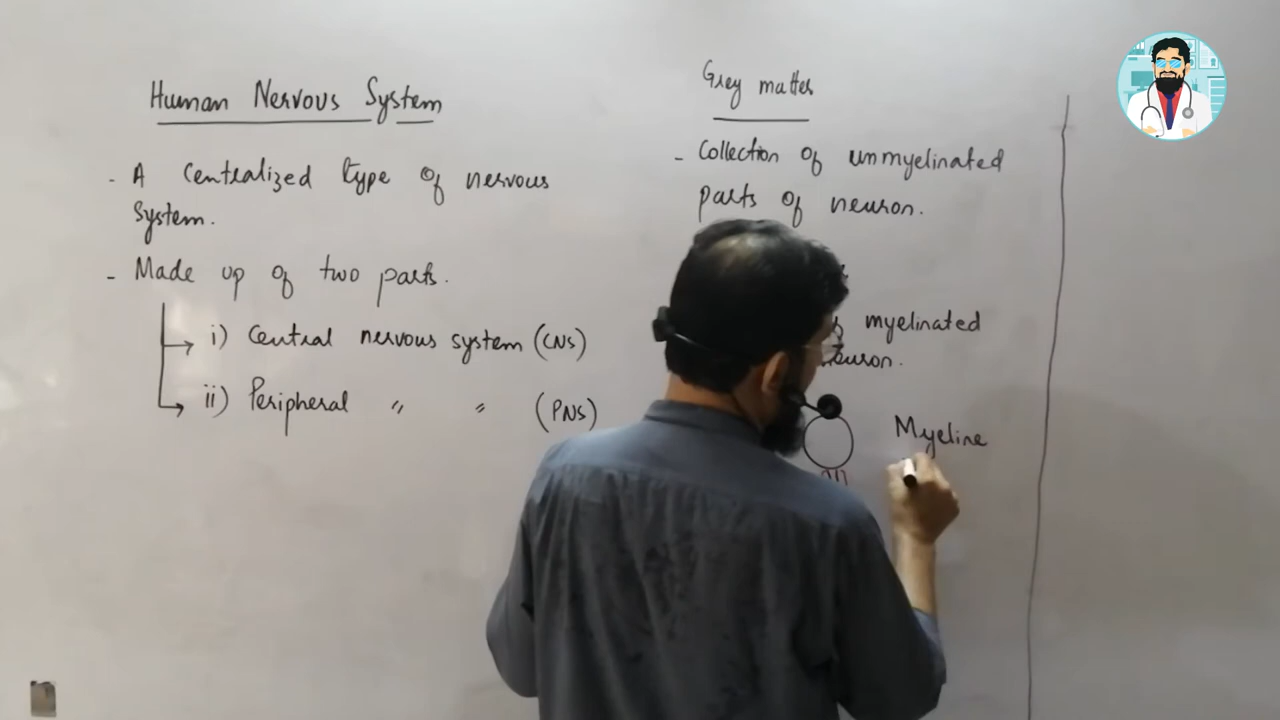 Human Nervous System
- A Centralized type of nervous
System.
- Made up of two parts.
i) Central nervous system (CNS)
ii) Peripheral " " (PNS)
Grey matter
- Collection of unmyelinated
parts of neuron.
myelinated
neuron.
Myeline